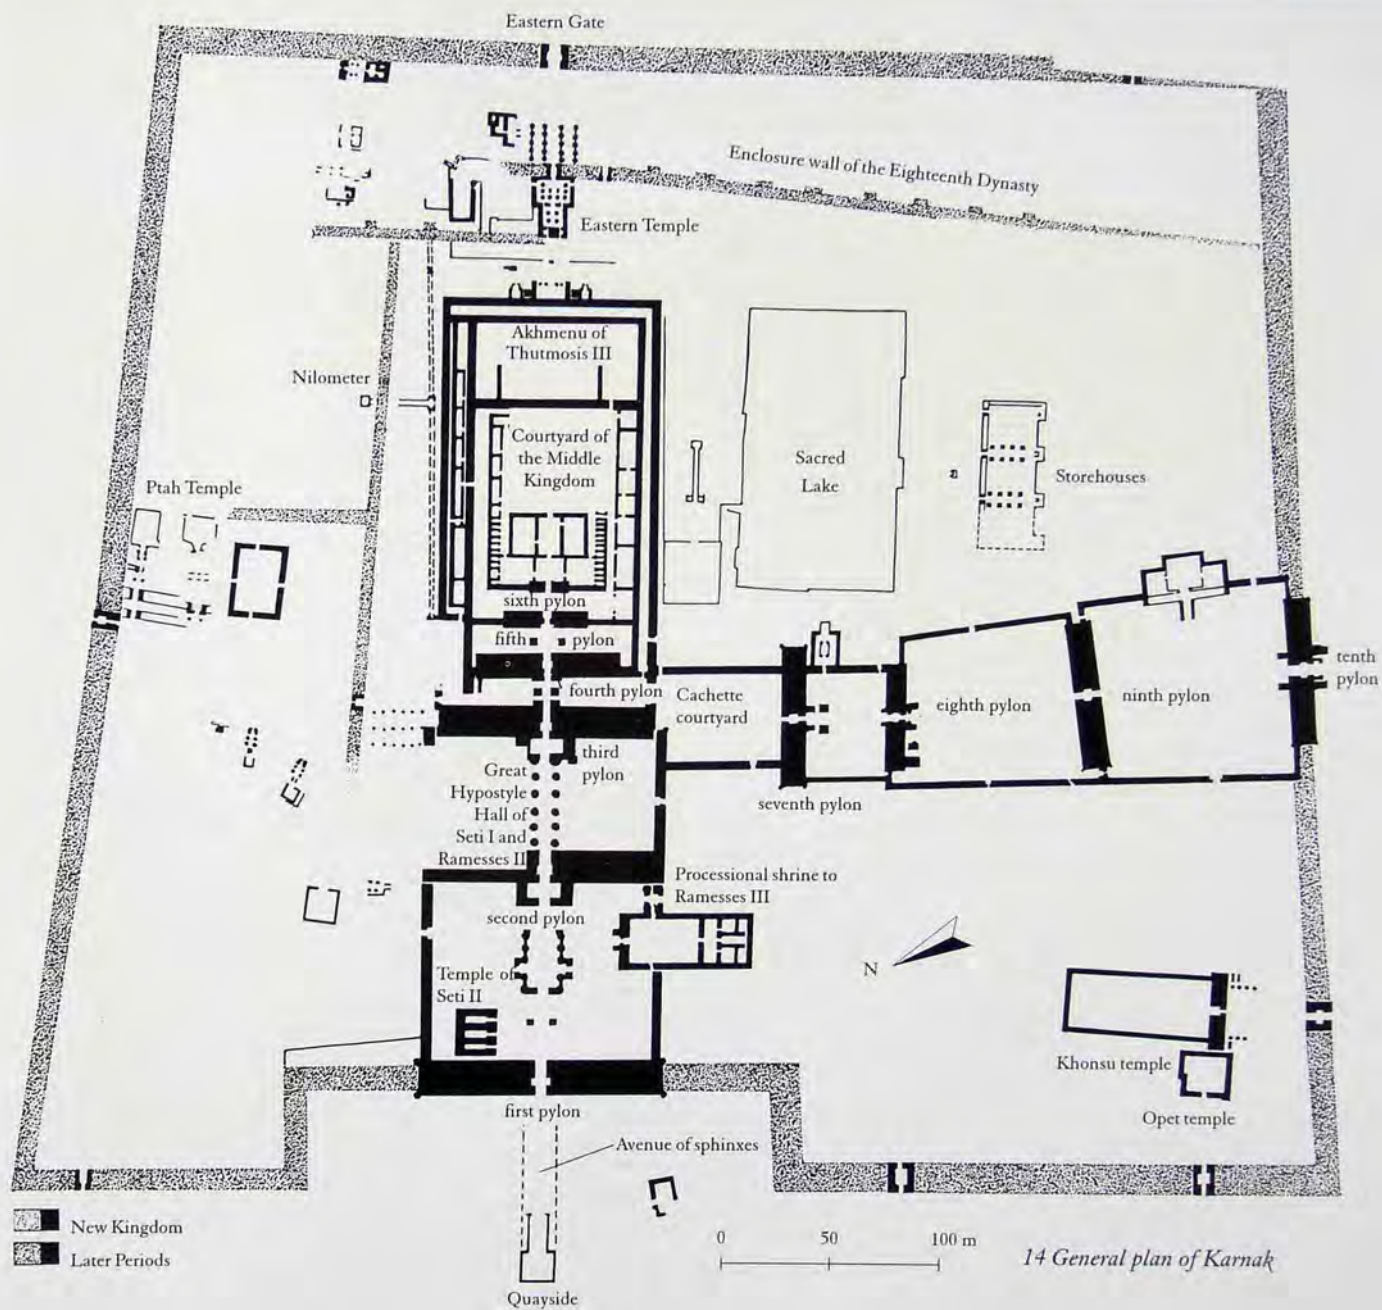 Eastern Gate
Enclosure wall of the Eighteenth Dynasty
Eastern Temple
Akhmenu of
Thutmosis III
Nilometer
Courtyard of
the Middle
Kingdom
Sacred
Lake
Storehouses
Ptah Temple
sixth pylon
fifth pylon
fourth pylon
Cachette
courtyard
eighth pylon
ninth pylon
tenth
pylon
third
pylon
Great
Hypostyle
Hall of
Seti I and
Ramesses II
seventh pylon
Processional shrine to
Ramesses III
second pylon
Temple of
Seti II
N
Khonsu temple
Opet temple
first pylon
Avenue of sphinxes
New Kingdom
Later Periods
0 50 100 m
14 General plan of Karnak
Quayside